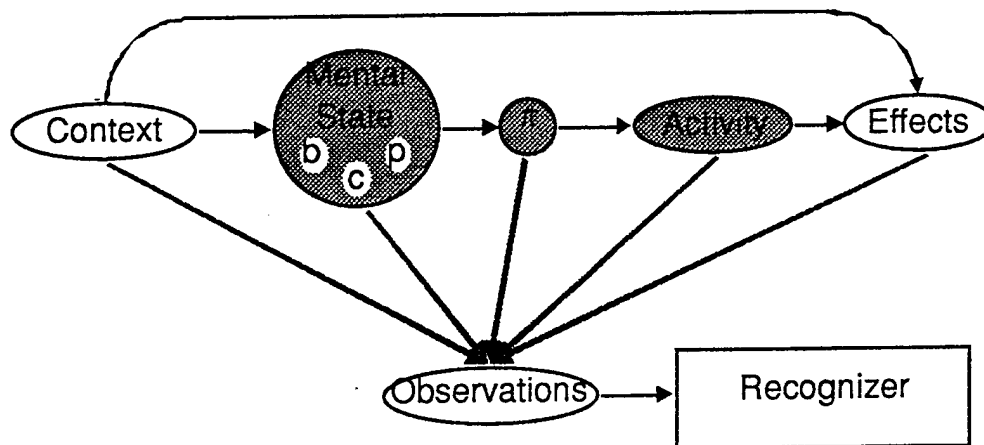 Mental
State
Context
b
p
c
Activity
Effects
Observations
Recognizer